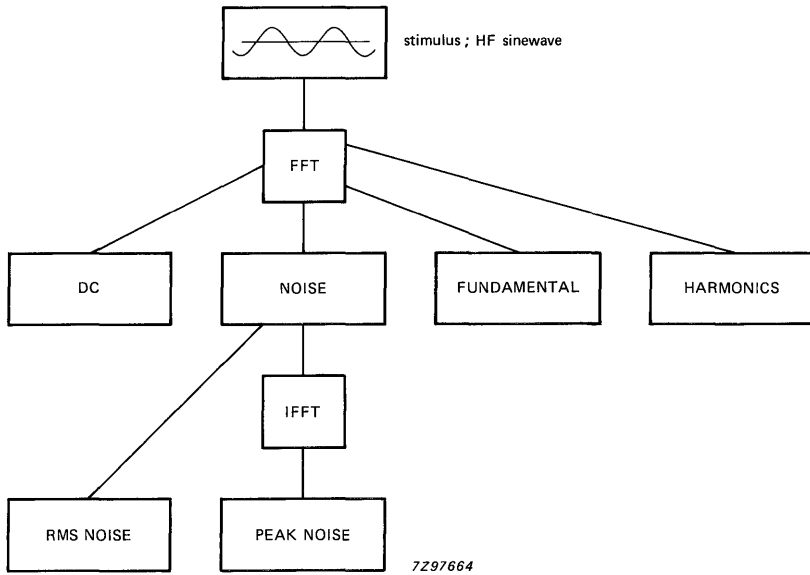 stimulus ; HF sinewave
FFT
DC
NOISE
FUNDAMENTAL
HARMONICS
IFFT
RMS NOISE
PEAK NOISE
7Z97664